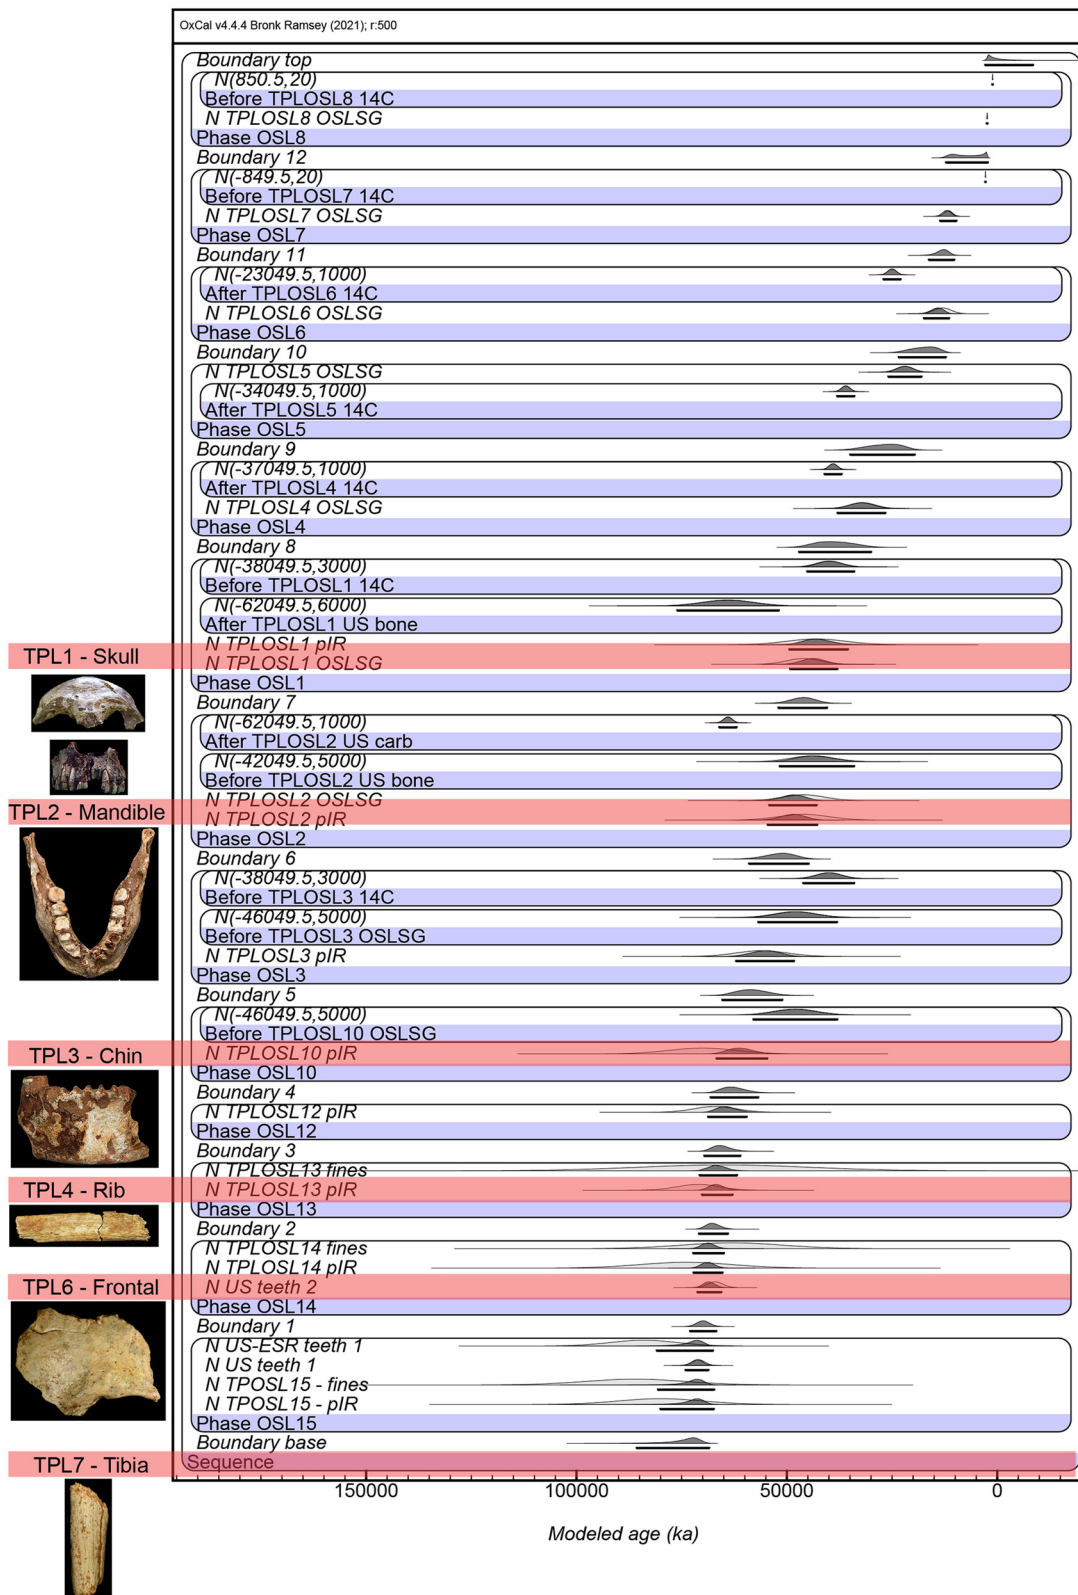 OxCal v4.4.4 Bronk Ramsey (2021); r:500
Boundary top
N(850.5,20)
Before TPLOSL8 14C
N TPLOSL8 OSLSG
Phase OSL8
Boundary 12
N(-849.5,20)
Before TPLOSL7 14C
N TPLOSL7 OSLSG
Phase OSL7
Boundary 11
N(-23049.5,1000)
After TPLOSL6 14C
N TPLOSL6 OSLSG
Phase OSL6
Boundary 10
N TPLOSL5 OSLSG
N(-34049.5,1000)
After TPLOSL5 14C
Phase OSL5
Boundary 9
N(-37049.5,1000)
After TPLOSL4 14C
N TPLOSL4 OSLSG
Phase OSL4
Boundary 8
N(-38049.5,3000)
Before TPLOSL1 14C
N(-62049.5,6000)
After TPLOSL1 US bone
N TPLOSL1 pIR
TPL1 - Skull
N TPLOSL1 OSLSG
Phase OSL1
Boundary 7
N(-62049.5,1000)
After TPLOSL2 US carb
N(-42049.5,5000)
Before TPLOSL2 US bone
N TPLOSL2 OSLSG
TPL2 - Mandible
N TPLOSL2 pIR
Phase OSL2
Boundary 6
N(-38049.5,3000)
Before TPLOSL3 14C
N(-46049.5,5000)
Before TPLOSL3 OSLSG
N TPLOSL3 pIR
Phase OSL3
Boundary 5
N(-46049.5,5000)
Before TPLOSL10 OSLSG
TPL3 - Chin
N TPLOSL10 pIR
Phase OSL10
Boundary 4
N TPLOSL12 pIR
Phase OSL12
Boundary 3
N TPLOSL13 fines
TPL4 - Rib
N TPLOSL13 pIR
Phase OSL13
Boundary 2
N TPLOSL14 fines
N TPLOSL14 pIR
TPL6 - Frontal
N US teeth 2
Phase OSL14
Boundary 1
N US-ESR teeth 1
N US teeth 1
N TPOSL15 - fines
N TPOSL15 - pIR
Phase OSL15
Boundary base
TPL7 - Tibia
Sequence
150000 100000 50000 0
Modeled age (ka)